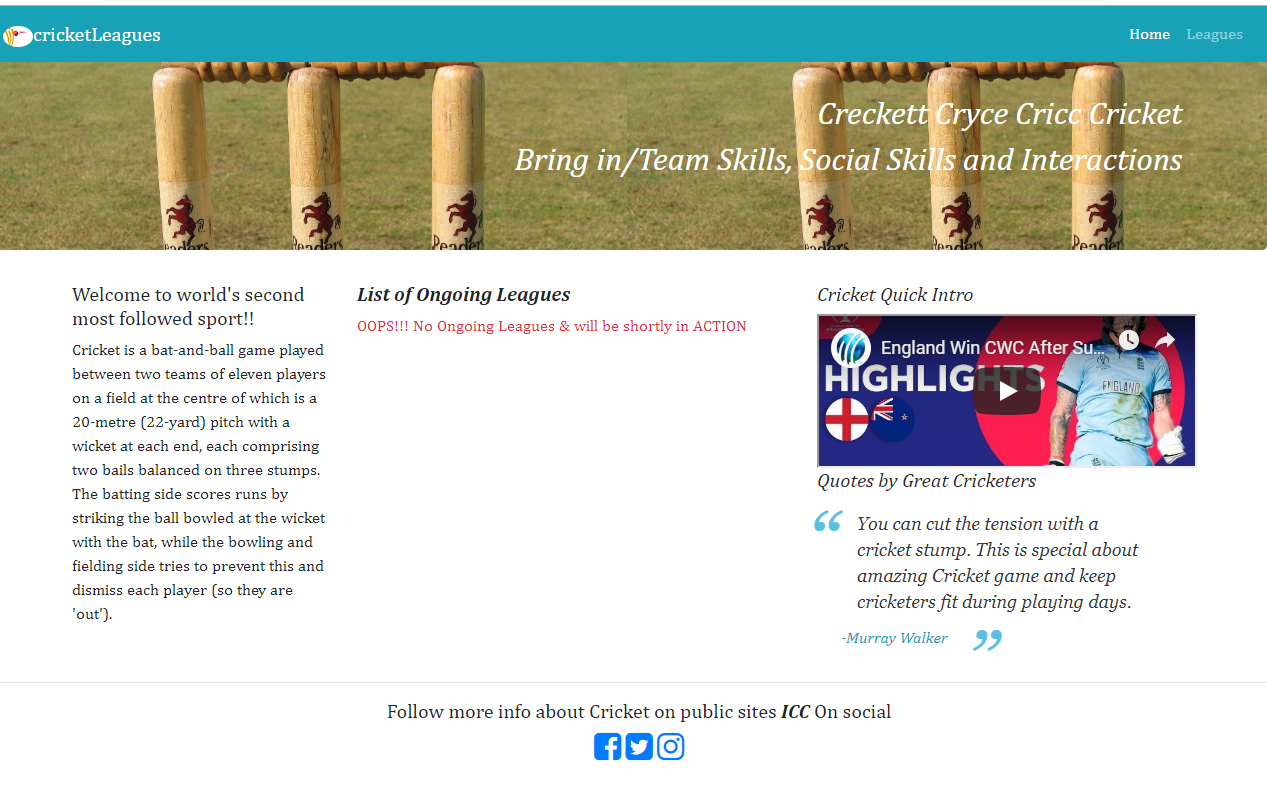 cricketLeagues
Home
Leagues
Creckett Cryce Cricc Cricket
Bring in/Team Skills, Social Skills and Interactions
Readers
Readers
Readers
Readers
Readers
Readers
Welcome to world's second
most followed sport!!
Cricket is a bat-and-ball game played
between two teams of eleven players
on a field at the centre of which is a
20-metre (22-yard) pitch with a
wicket at each end, each comprising
two bails balanced on three stumps.
The batting side scores runs by
striking the ball bowled at the wicket
with the bat, while the bowling and
fielding side tries to prevent this and
dismiss each player (so they are
'out').
List of Ongoing Leagues
OOPS!!! No Ongoing Leagues & will be shortly in ACTION
Cricket Quick Intro
England Win CWC After Su...
HIGHLIGHTS
ENGLAND
Quotes by Great Cricketers
“ You can cut the tension with a
cricket stump. This is special about
amazing Cricket game and keep
cricketers fit during playing days.
-Murray Walker ”
Follow more info about Cricket on public sites ICC On social